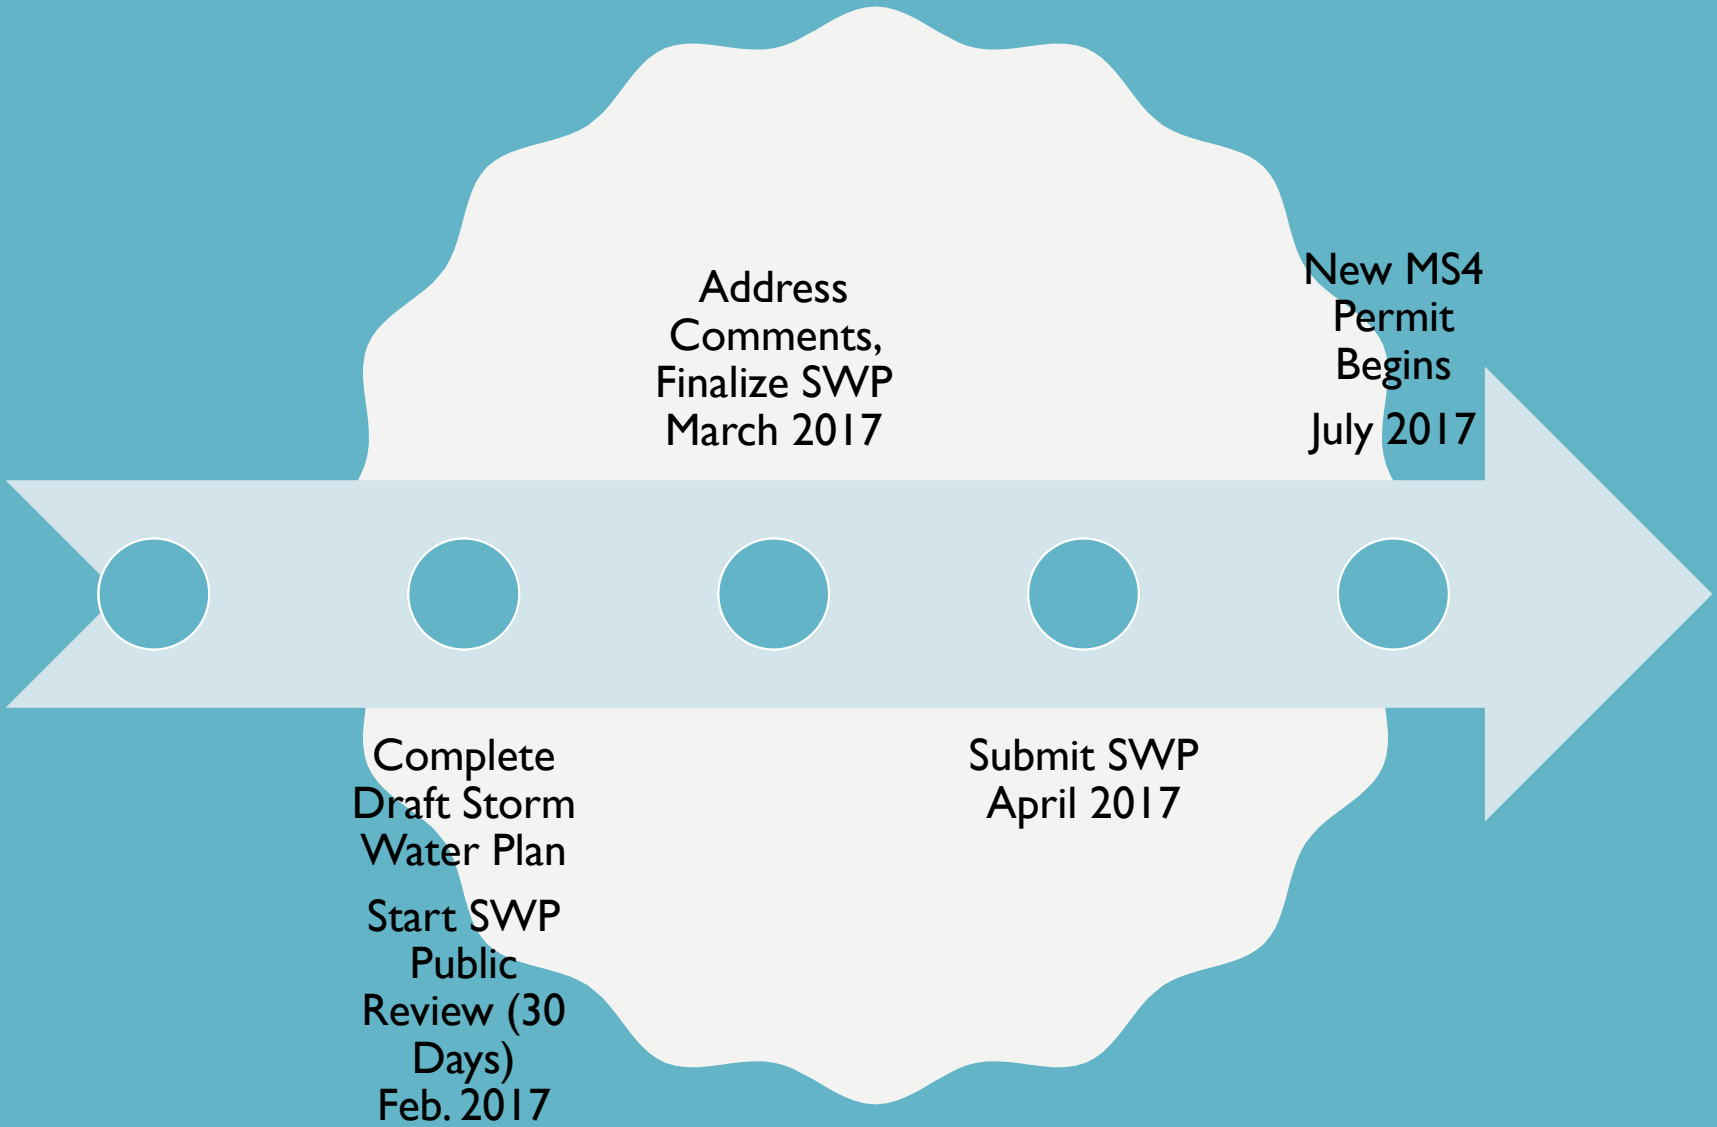 Address
Comments,
Finalize SWP
March 2017
New MS4
Permit
Begins
July 2017
Complete
Draft Storm
Water Plan
Start SWP
Public
Review (30
Days)
Feb. 2017
Submit SWP
April 2017